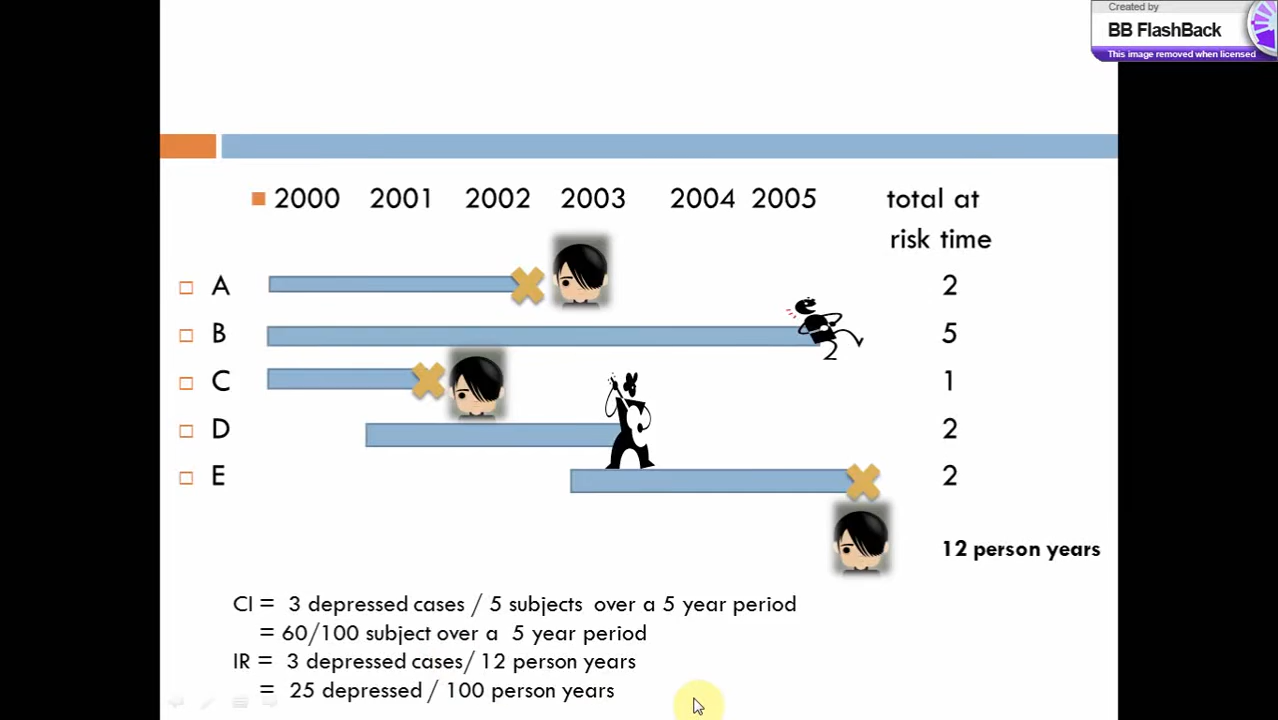 Created by
BB FlashBack
This image removed when licensed
2000 2001 2002 2003 2004 2005 total at
risk time
A 2
B 5
C 1
D 2
E 2
12 person years
CI = 3 depressed cases / 5 subjects over a 5 year period
= 60/100 subject over a 5 year period
IR = 3 depressed cases/ 12 person years
= 25 depressed / 100 person years